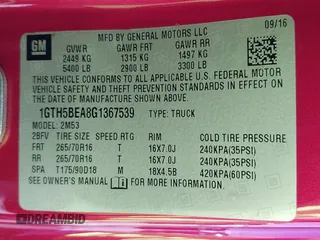 MFD BY GENERAL MOTORS LLC
09/16
GM
GVWR GAWR FRT GAWR RR
2449 KG 1315 KG 1497 KG
5400 LB 2900 LB 3300 LB
THIS VEHICLE CONFORMS TO ALL APPLICABLE U.S. FEDERAL MOTOR
VEHICLE SAFETY AND THEFT PREVENTION STANDARDS IN EFFECT ON
THE DATE OF MANUFACTURE SHOWN ABOVE.
1GTH5BEA8G1367539 TYPE: TRUCK
MODEL: 2M53
2BFV TIRE SIZE SPEED RTG RIM COLD TIRE PRESSURE
FRT 265/70R16 T 16X7.0J 240KPA(35PSI)
RR 265/70R16 T 16X7.0J 240KPA(35PSI)
SPA T175/90D18 M 18X4.5B 420KPA(60PSI)
SEE OWNER'S MANUAL FOR MORE INFORMATION.
DREAMBID